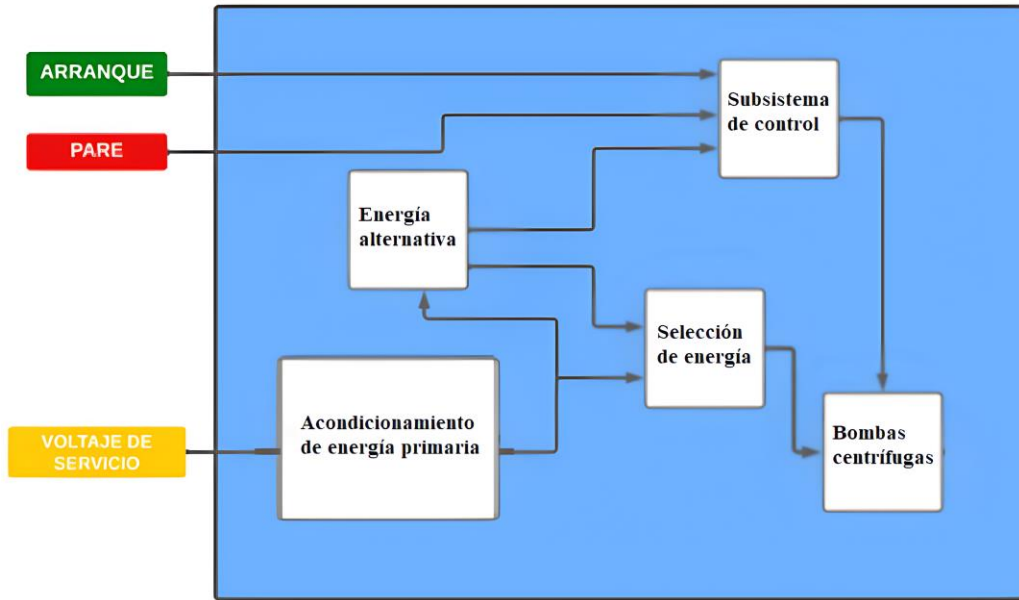 ARRANQUE
PARE
Subsistema
de control
Energía
alternativa
Selección
de energía
Acondicionamiento
de energía primaria
VOLTAJE DE
SERVICIO
Bombas
centrífugas